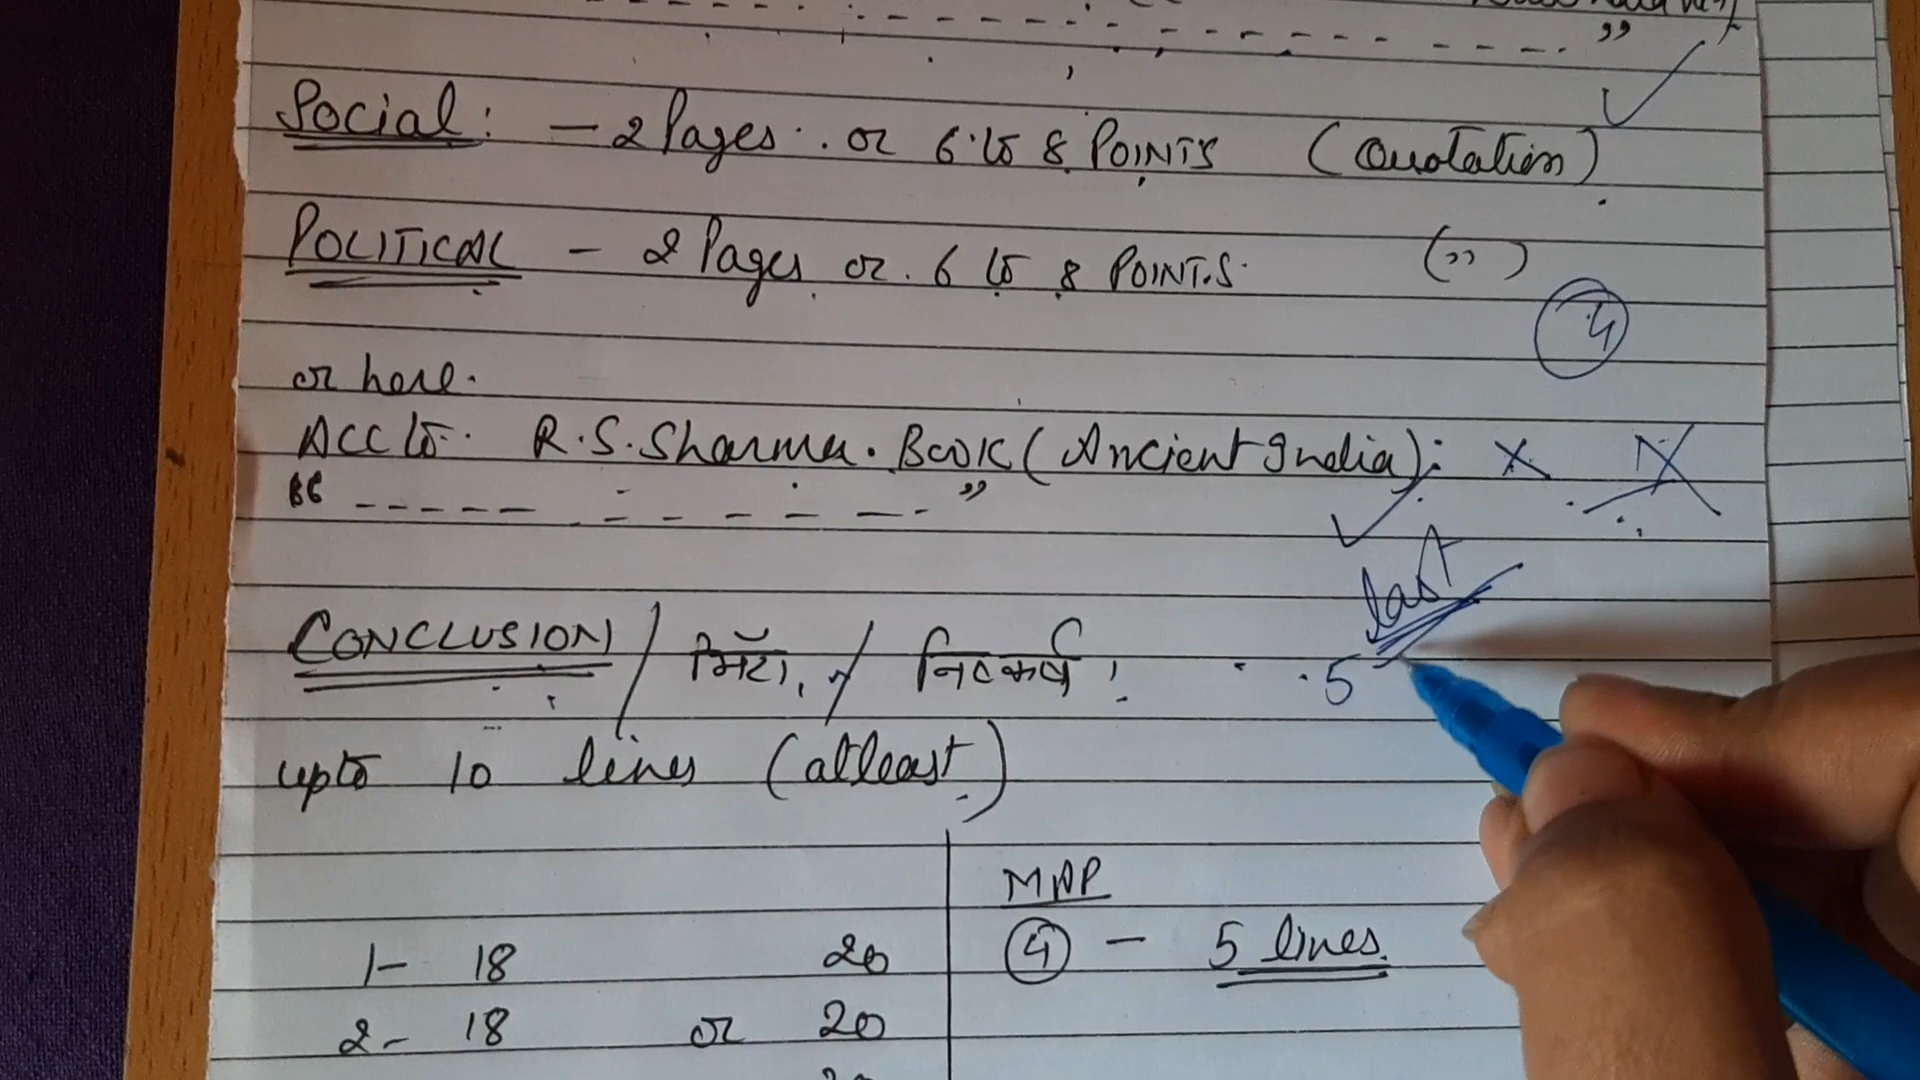 ”
Social: – 2 Pages. or 6 to 8 POINTS (Quotation)
POLITICAL – 2 Pages or 6 to 8 POINTS. (”)
4
or here.
Acc to R.S. Sharma. Book (Ancient India): X
“ – – – – – – – – – – – ”
last
CONCLUSION / सिटा / निष्कर्ष : 5
upto 10 lines (atleast)
MAP
1– 18 20 4 – 5 lines.
2– 18 or 20